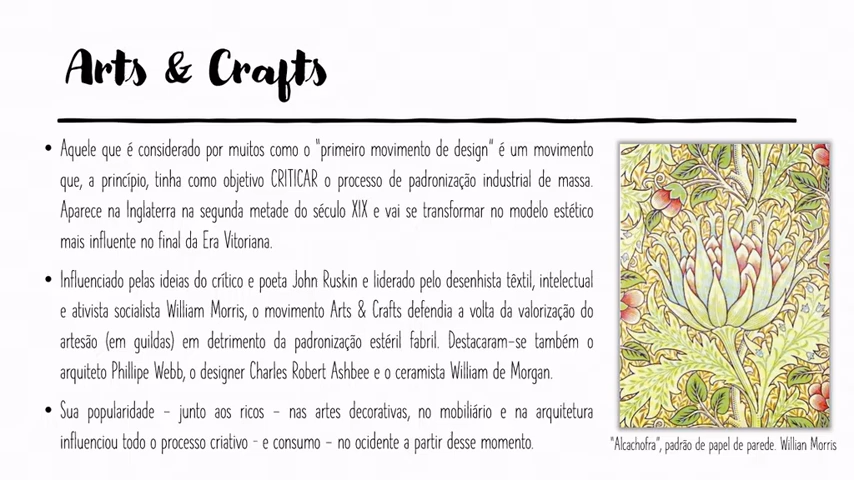 Arts & Crafts
• Aquele que é considerado por muitos como o "primeiro movimento de design" é um movimento
que, a princípio, tinha como objetivo CRITICAR o processo de padronização industrial de massa.
Aparece na Inglaterra na segunda metade do século XIX e vai se transformar no modelo estético
mais influente no final da Era Vitoriana.
• Influenciado pelas ideias do crítico e poeta John Ruskin e liderado pelo desenhista têxtil, intelectual
e ativista socialista William Morris, o movimento Arts & Crafts defendia a volta da valorização do
artesão (em guildas) em detrimento da padronização estéril fabril. Destacaram-se também o
arquiteto Phillipe Webb, o designer Charles Robert Ashbee e o ceramista William de Morgan.
• Sua popularidade – junto aos ricos – nas artes decorativas, no mobiliário e na arquitetura
influenciou todo o processo criativo - e consumo – no ocidente a partir desse momento.
"Alcachofra", padrão de papel de parede. Willian Morris